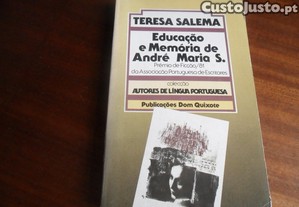 CustoJusto.pt
TERESA SALEMA
Educação
e Memória de
André Maria S.
Prémio de Ficção/81
da Associação Portuguesa de Escritores
colecção
AUTORES DE LÍNGUA PORTUGUESA
Publicações Dom Quixote